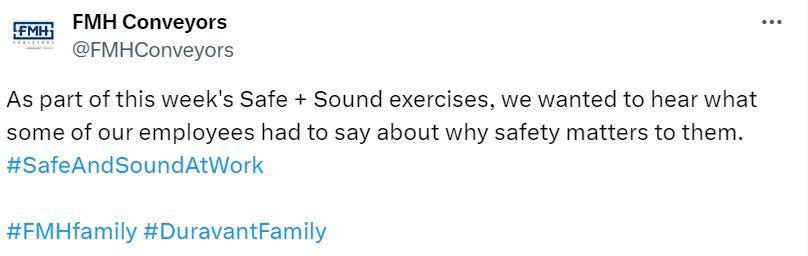 FMH
CONVEYORS
FMH Conveyors
@FMHConveyors
As part of this week's Safe + Sound exercises, we wanted to hear what
some of our employees had to say about why safety matters to them.
#SafeAndSoundAtWork
#FMHfamily #DuravantFamily